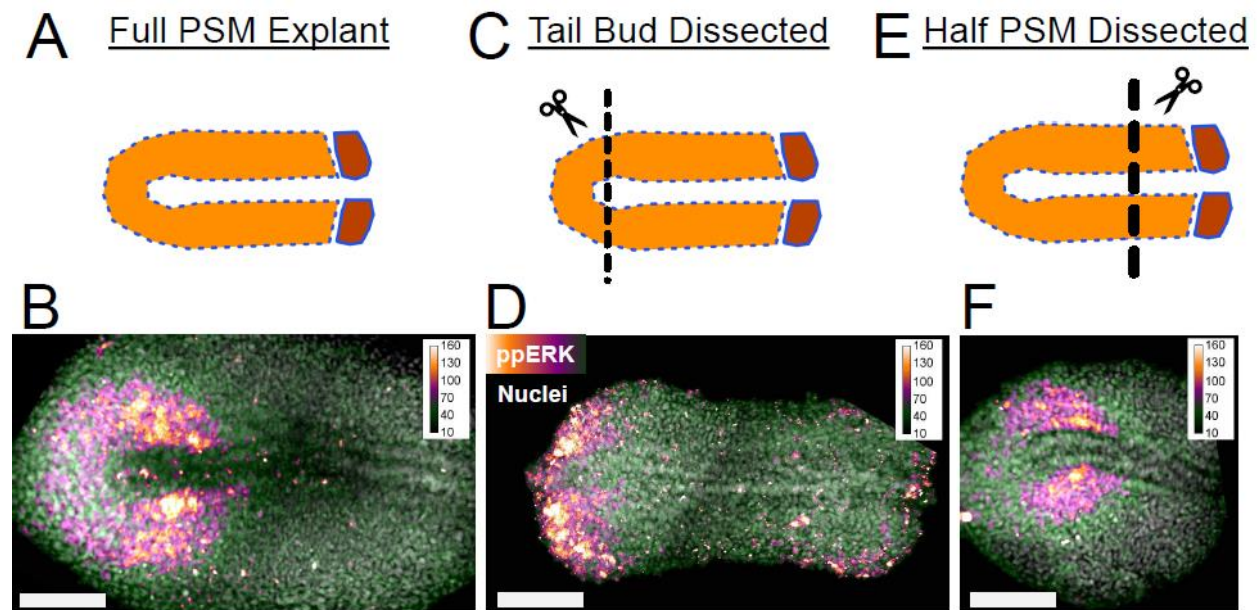 A Full PSM Explant
C Tail Bud Dissected
E Half PSM Dissected
B
160
130
100
70
40
10
D
ppERK
Nuclei
160
130
100
70
40
10
F
160
130
100
70
40
10